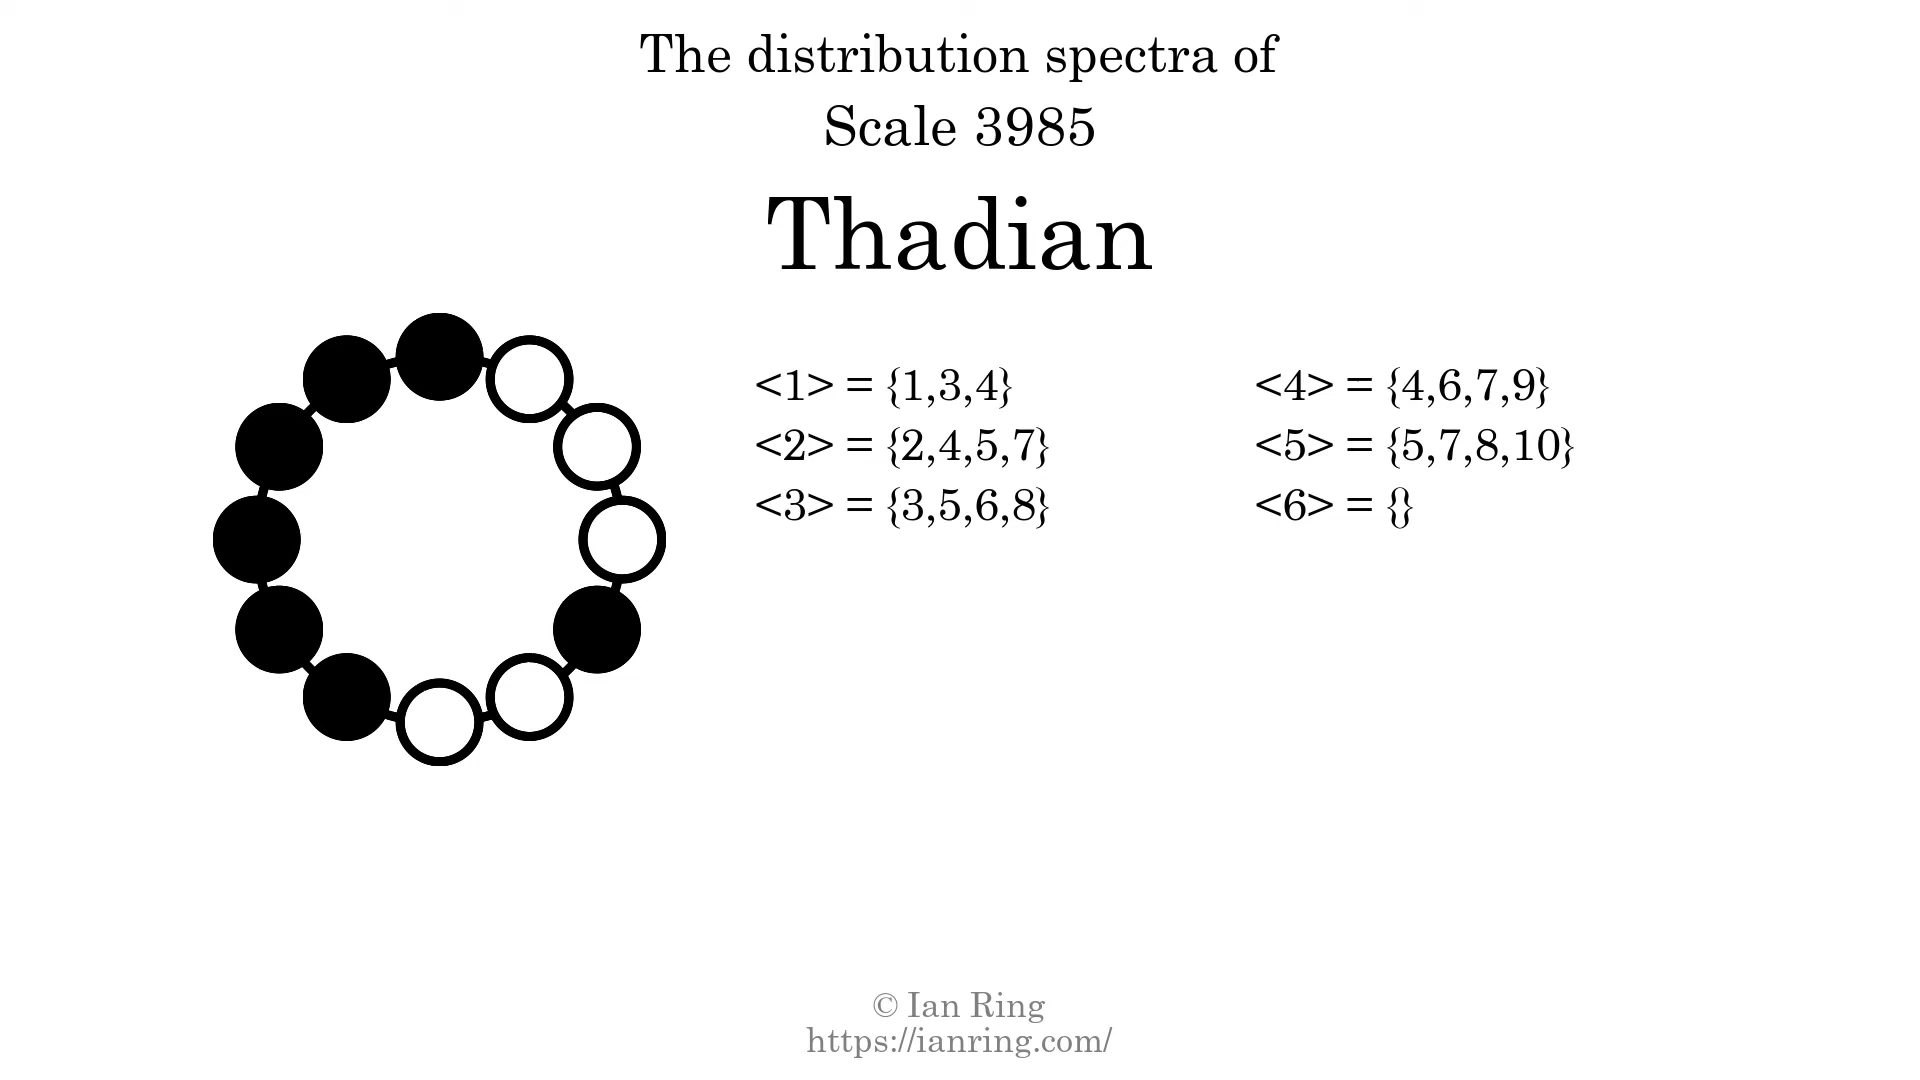 The distribution spectra of
Scale 3985
Thadian
<1> = {1,3,4}
<2> = {2,4,5,7}
<3> = {3,5,6,8}
<4> = {4,6,7,9}
<5> = {5,7,8,10}
<6> = {}
© Ian Ring
https://ianring.com/